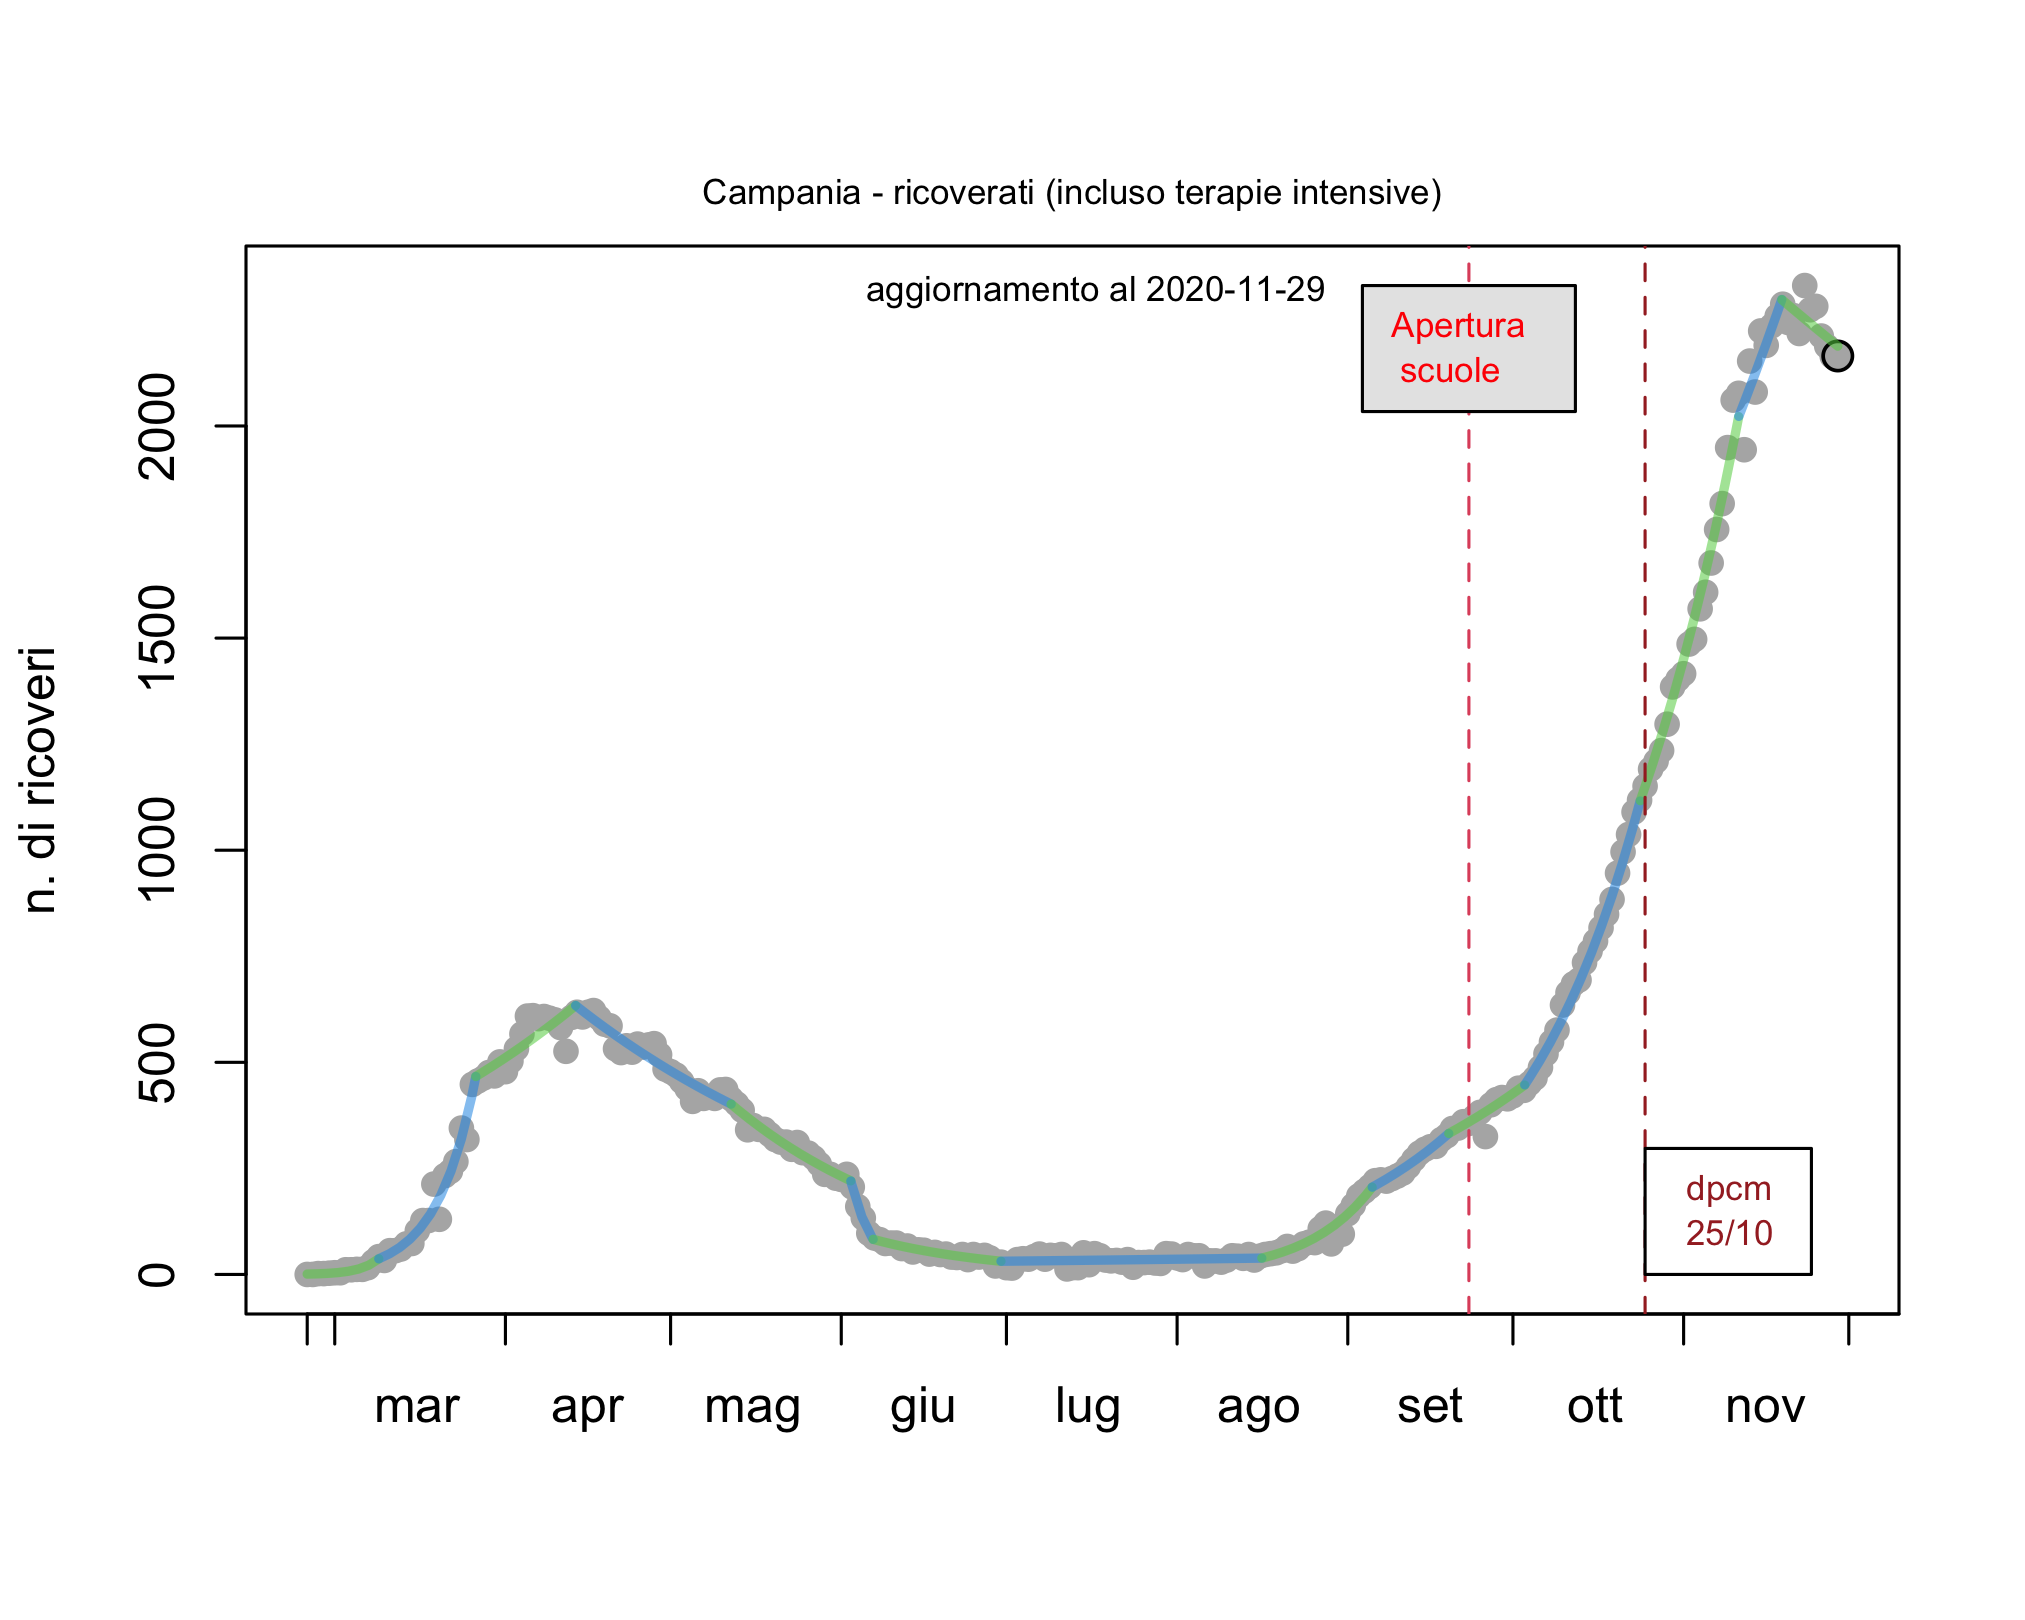 Campania - ricoverati (incluso terapie intensive)
aggiornamento al 2020-11-29
Apertura
scuole
n. di ricoveri
2000
1500
1000
500
0
dpcm
25/10
mar apr mag giu lug ago set ott nov